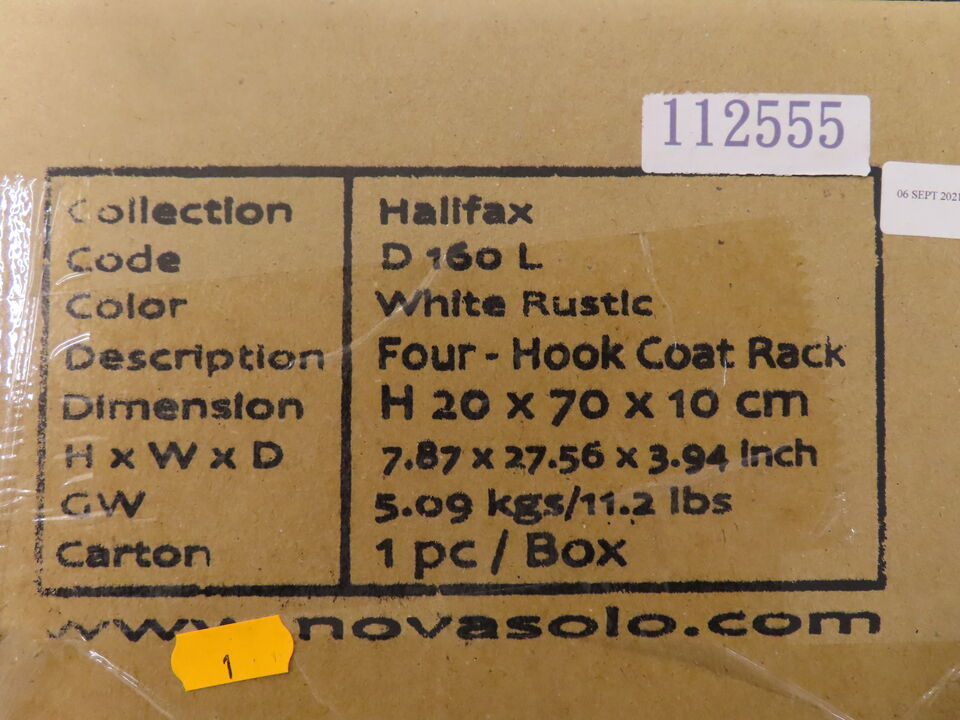 112555
06 SEPT 2021
Collection Halifax
Code D 160 L
Color White Rustic
Description Four - Hook Coat Rack
Dimension H 20 x 70 x 10 cm
H x W x D 7.87 x 27.56 x 3.94 inch
GW 5.09 kgs/11.2 lbs
Carton 1 pc / Box
www.novasolo.com
1